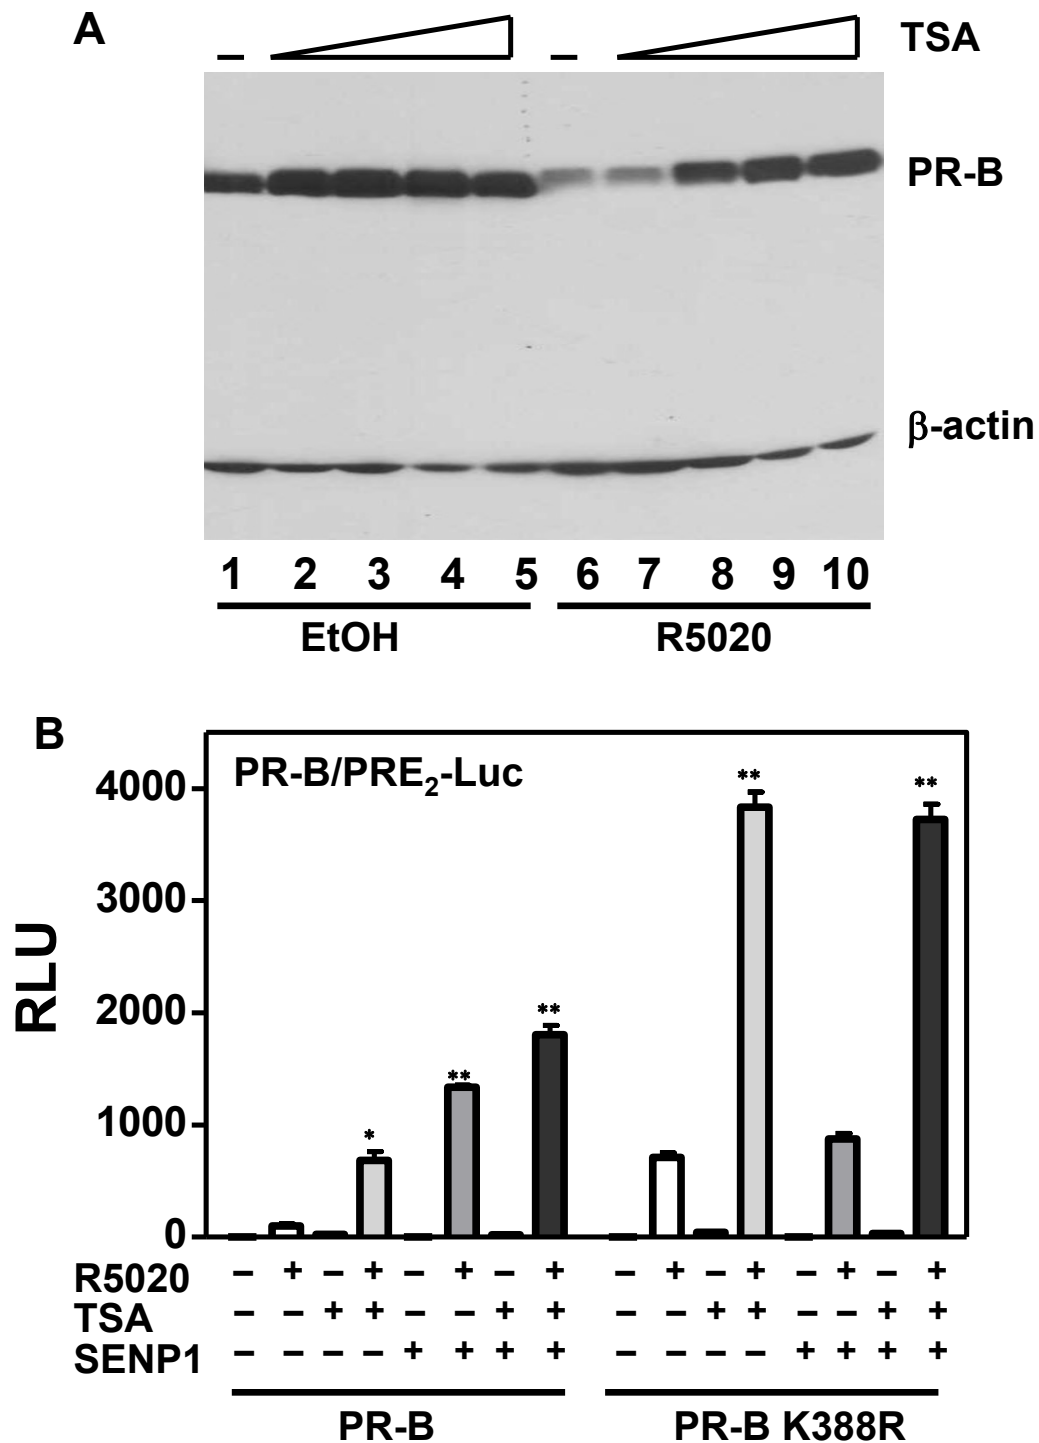 A
– – TSA
PR-B
β-actin
1 2 3 4 5 6 7 8 9 10
EtOH R5020
B
PR-B/PRE2-Luc
RLU
4000
3000
2000
1000
0
* ** ** ** **
R5020 – + – + – + – + – + – + – + – +
TSA – – + + – – + + – – + + – – + +
SENP1 – – – – + + + + – – – – + + + +
PR-B PR-B K388R